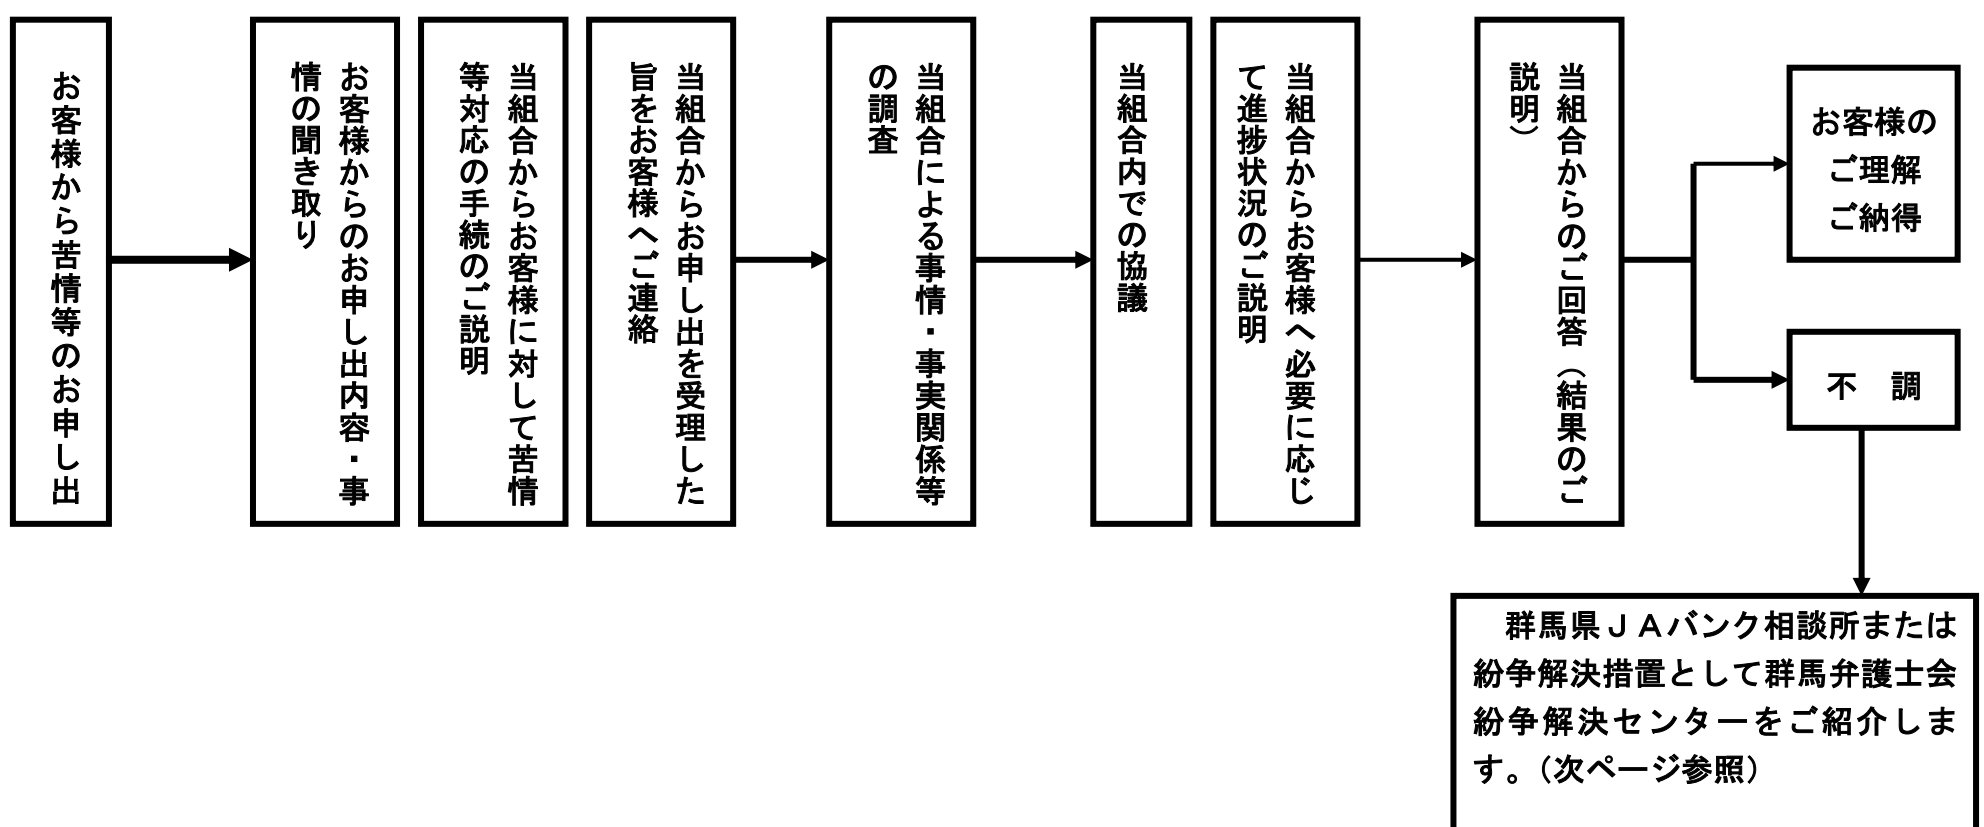 お客様から苦情等のお申し出
お客様からのお申し出内容・事
情の聞き取り
当組合からお客様に対して苦情
等対応の手続のご説明
当組合からお申し出を受理した
旨をお客様へご連絡
当組合による事情・事実関係等
の調査
当組合内での協議
当組合からお客様へ必要に応じ
て進捗状況のご説明
当組合からのご回答（結果のご
説明）
お客様の
ご理解
ご納得
不　調
群馬県ＪＡバンク相談所または
紛争解決措置として群馬弁護士会
紛争解決センターをご紹介しま
す。（次ページ参照）